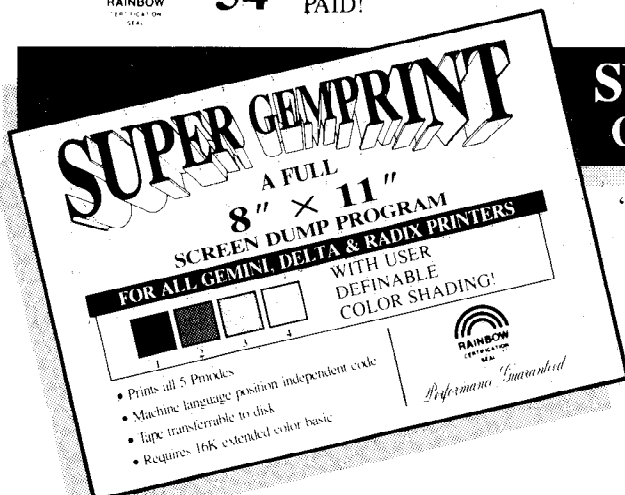 RAINBOW
CERTIFICATION
SEAL
PAID!
SUPER GEMPRINT
A FULL
8" × 11"
SCREEN DUMP PROGRAM
FOR ALL GEMINI, DELTA & RADIX PRINTERS
WITH USER
DEFINABLE
COLOR SHADING!
1 2 3 4
• Prints all 5 Pmodes
• Machine language position independent code
• Tape transferrable to disk
• Requires 16K extended color basic
RAINBOW
CERTIFICATION
SEAL
Performance Guaranteed